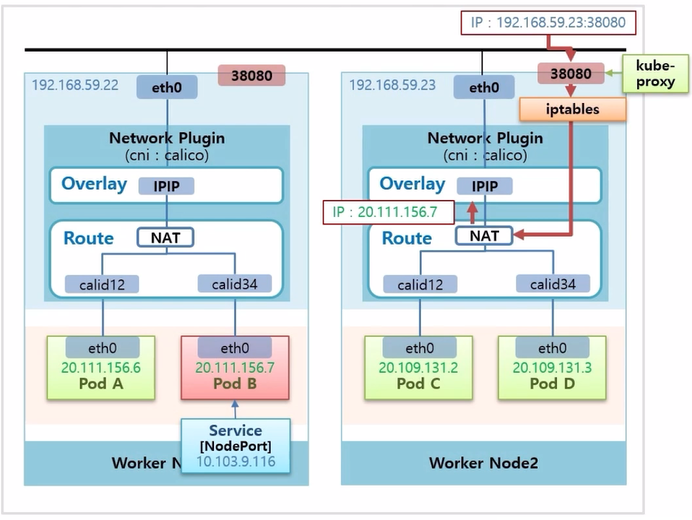 IP : 192.168.59.23:38080
192.168.59.22
eth0
38080
192.168.59.23
eth0
38080
kube-
proxy
iptables
Network Plugin
(cni : calico)
Overlay
IPIP
Route
NAT
calid12
calid34
eth0
20.111.156.6
Pod A
eth0
20.111.156.7
Pod B
Service
[NodePort]
10.103.9.116
Worker N
Network Plugin
(cni : calico)
Overlay
IPIP
IP : 20.111.156.7
Route
NAT
calid12
calid34
eth0
20.109.131.2
Pod C
eth0
20.109.131.3
Pod D
Worker Node2